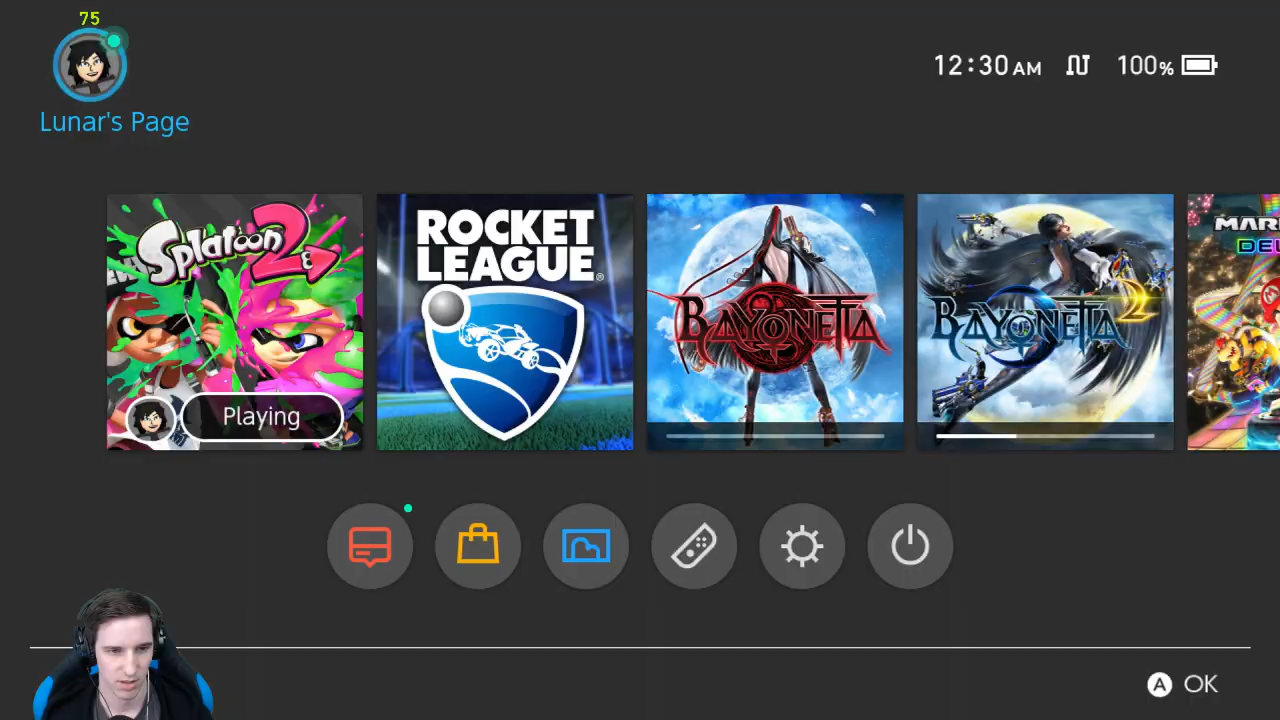 75
12:30 AM 100%
Lunar's Page
Splatoon 2
Playing
ROCKET
LEAGUE
BAYONETTA
BAYONETTA 2
A OK